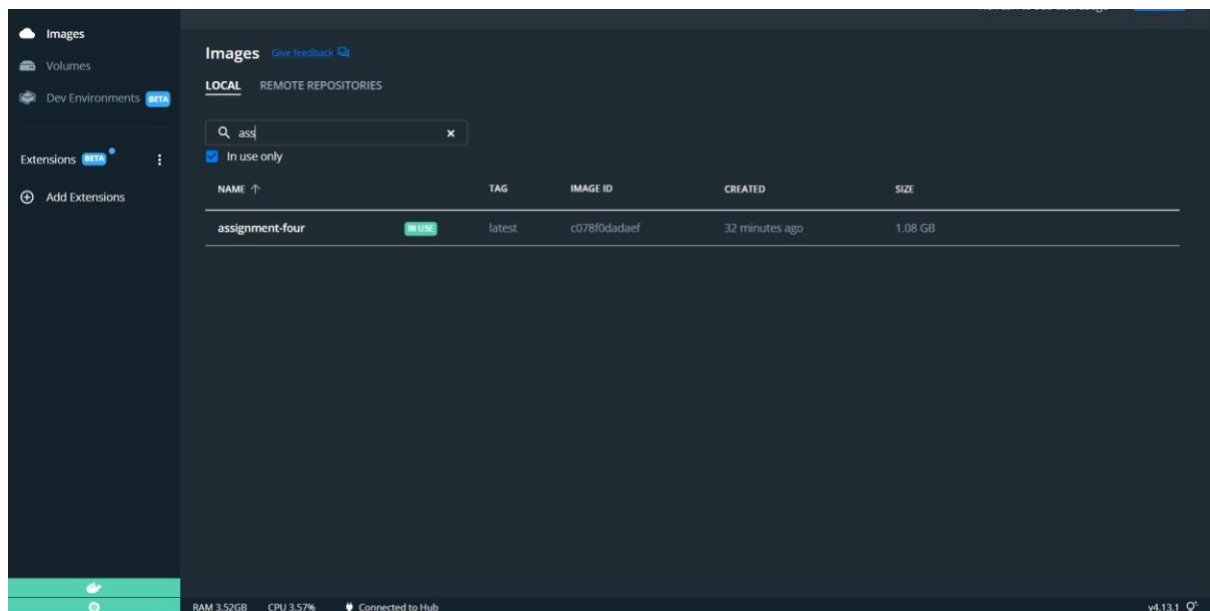 Images
Volumes
Dev Environments BETA
Extensions BETA
Add Extensions
Images Give feedback
LOCAL REMOTE REPOSITORIES
ass
In use only
NAME TAG IMAGE ID CREATED SIZE
assignment-four IN USE latest c078f0dadaef 32 minutes ago 1.08 GB
RAM 3.52GB CPU 3.57% Connected to Hub v4.13.1